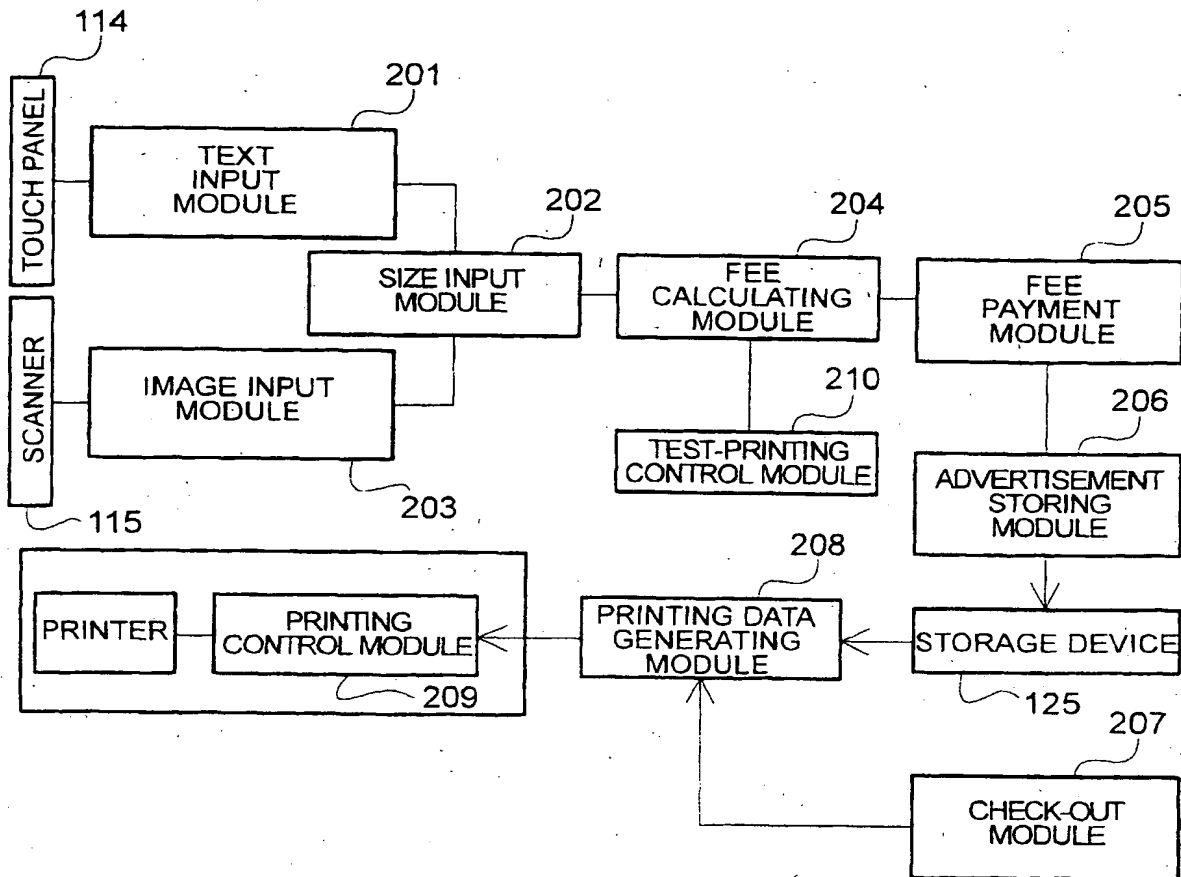 114
TOUCH PANEL
201
TEXT
INPUT
MODULE
202
SIZE INPUT
MODULE
204
FEE
CALCULATING
MODULE
205
FEE
PAYMENT
MODULE
SCANNER
115
IMAGE INPUT
MODULE
203
210
TEST-PRINTING
CONTROL MODULE
206
ADVERTISEMENT
STORING
MODULE
PRINTER
PRINTING
CONTROL MODULE
209
208
PRINTING DATA
GENERATING
MODULE
STORAGE DEVICE
125
207
CHECK-OUT
MODULE